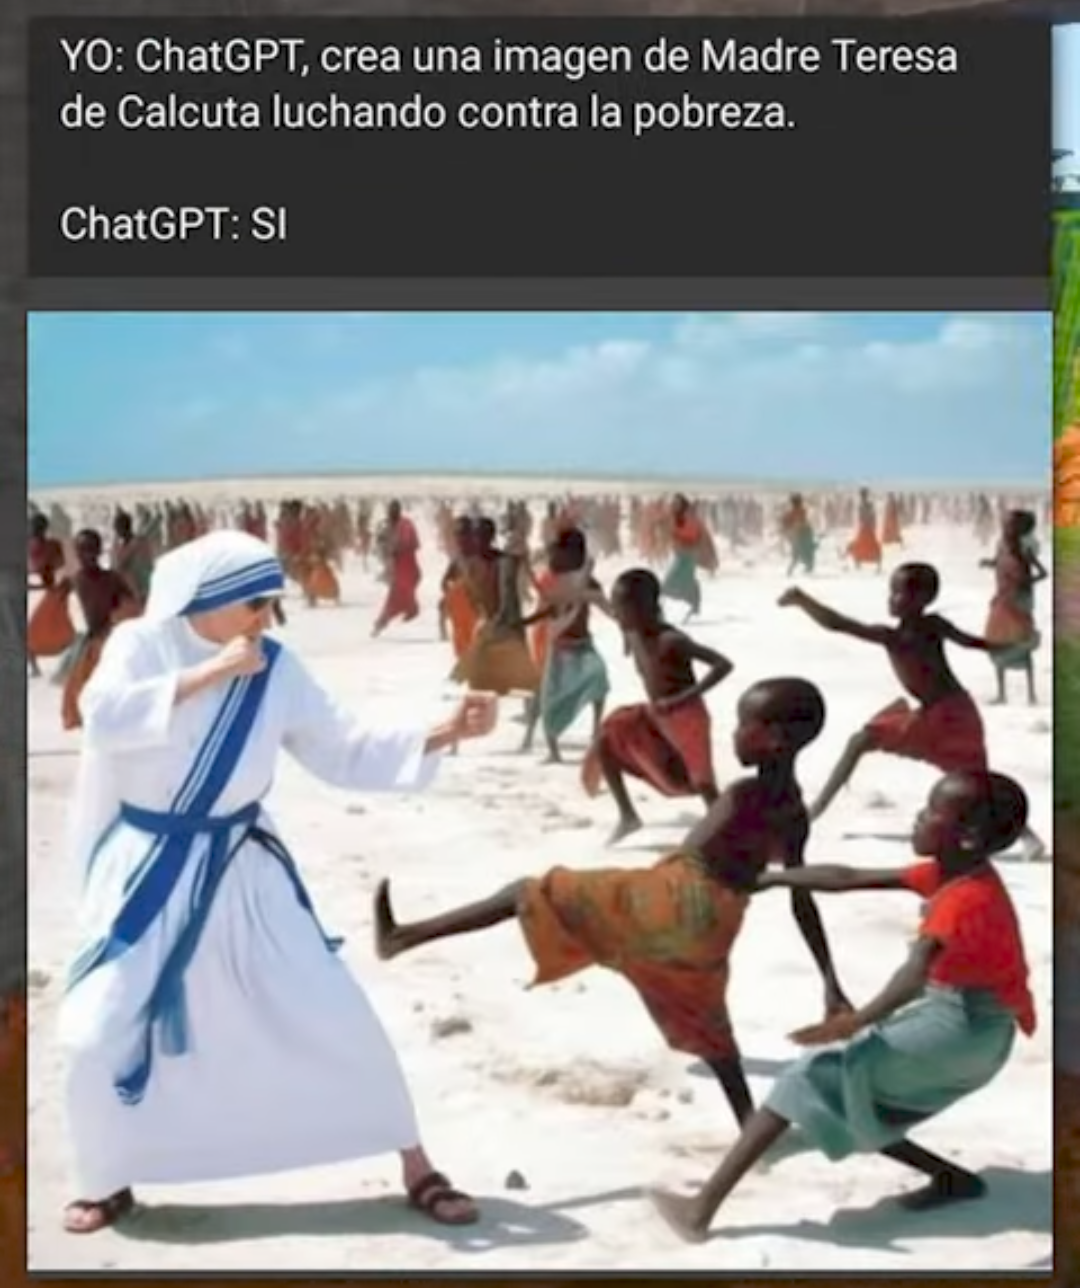 YO: ChatGPT, crea una imagen de Madre Teresa
de Calcuta luchando contra la pobreza.
ChatGPT: SI